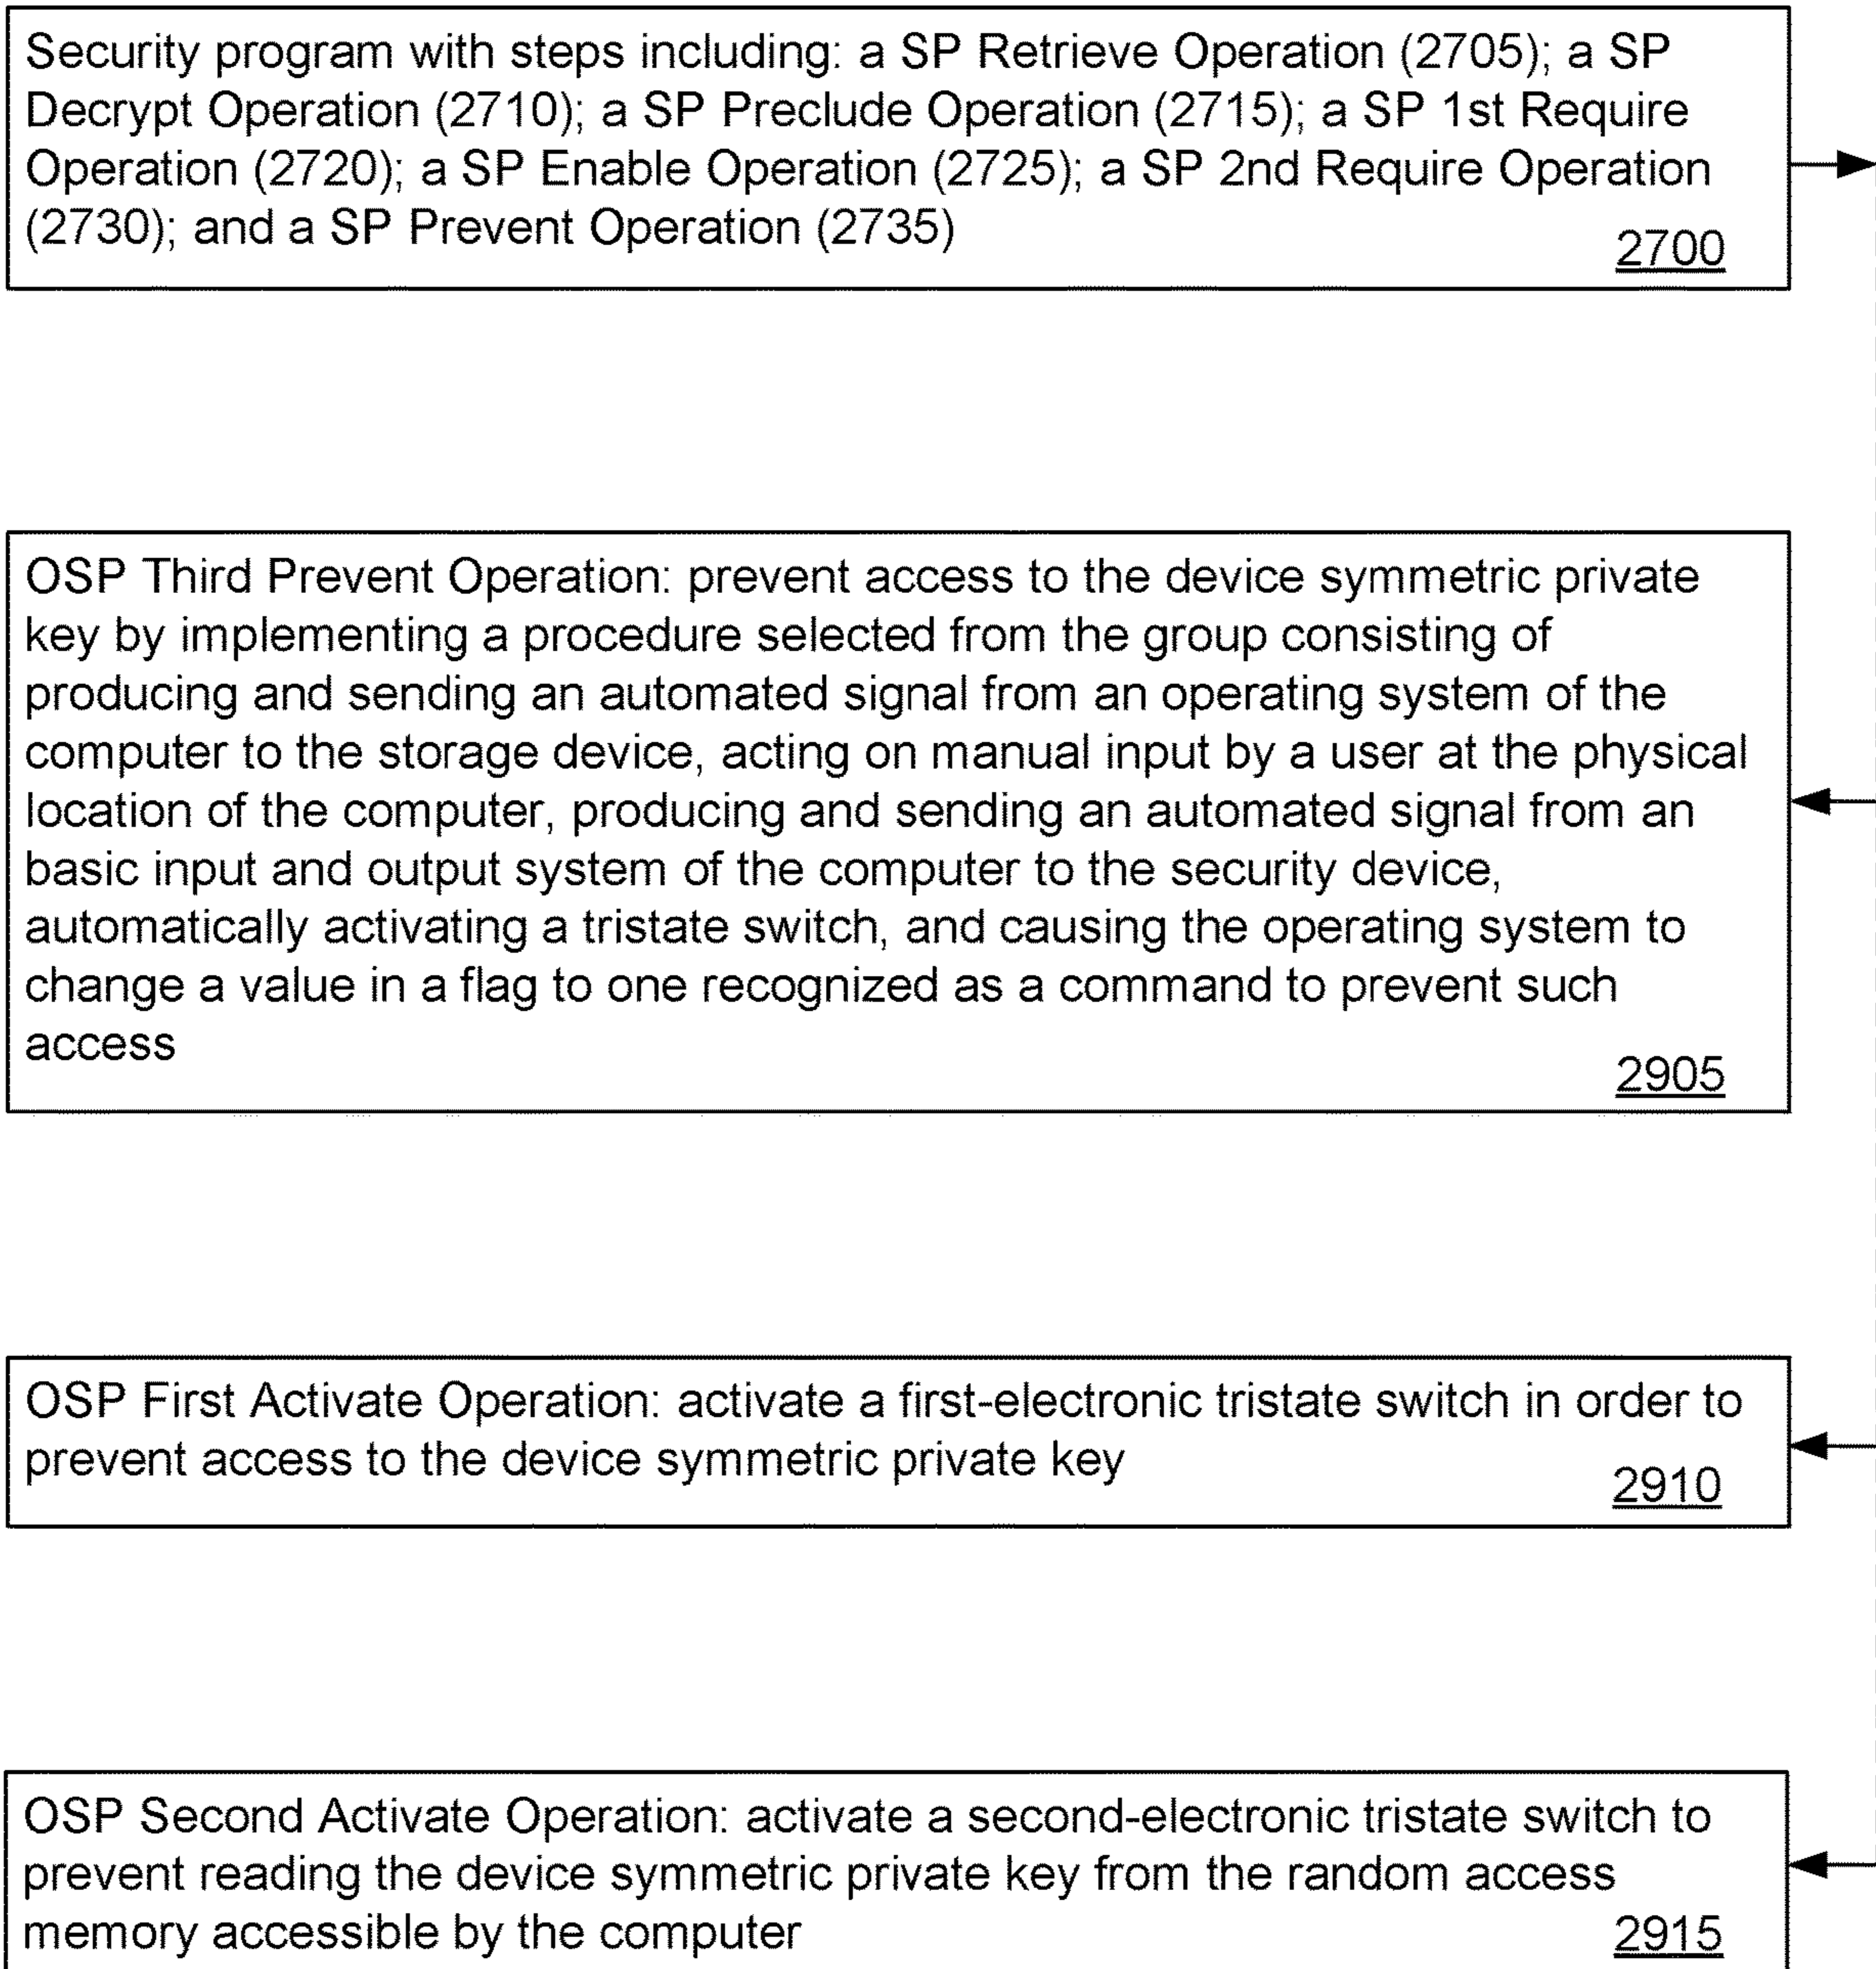 Security program with steps including: a SP Retrieve Operation (2705); a SP
Decrypt Operation (2710); a SP Preclude Operation (2715); a SP 1st Require
Operation (2720); a SP Enable Operation (2725); a SP 2nd Require Operation
(2730); and a SP Prevent Operation (2735)
2700
OSP Third Prevent Operation: prevent access to the device symmetric private
key by implementing a procedure selected from the group consisting of
producing and sending an automated signal from an operating system of the
computer to the storage device, acting on manual input by a user at the physical
location of the computer, producing and sending an automated signal from an
basic input and output system of the computer to the security device,
automatically activating a tristate switch, and causing the operating system to
change a value in a flag to one recognized as a command to prevent such
access
2905
OSP First Activate Operation: activate a first-electronic tristate switch in order to
prevent access to the device symmetric private key
2910
OSP Second Activate Operation: activate a second-electronic tristate switch to
prevent reading the device symmetric private key from the random access
memory accessible by the computer
2915